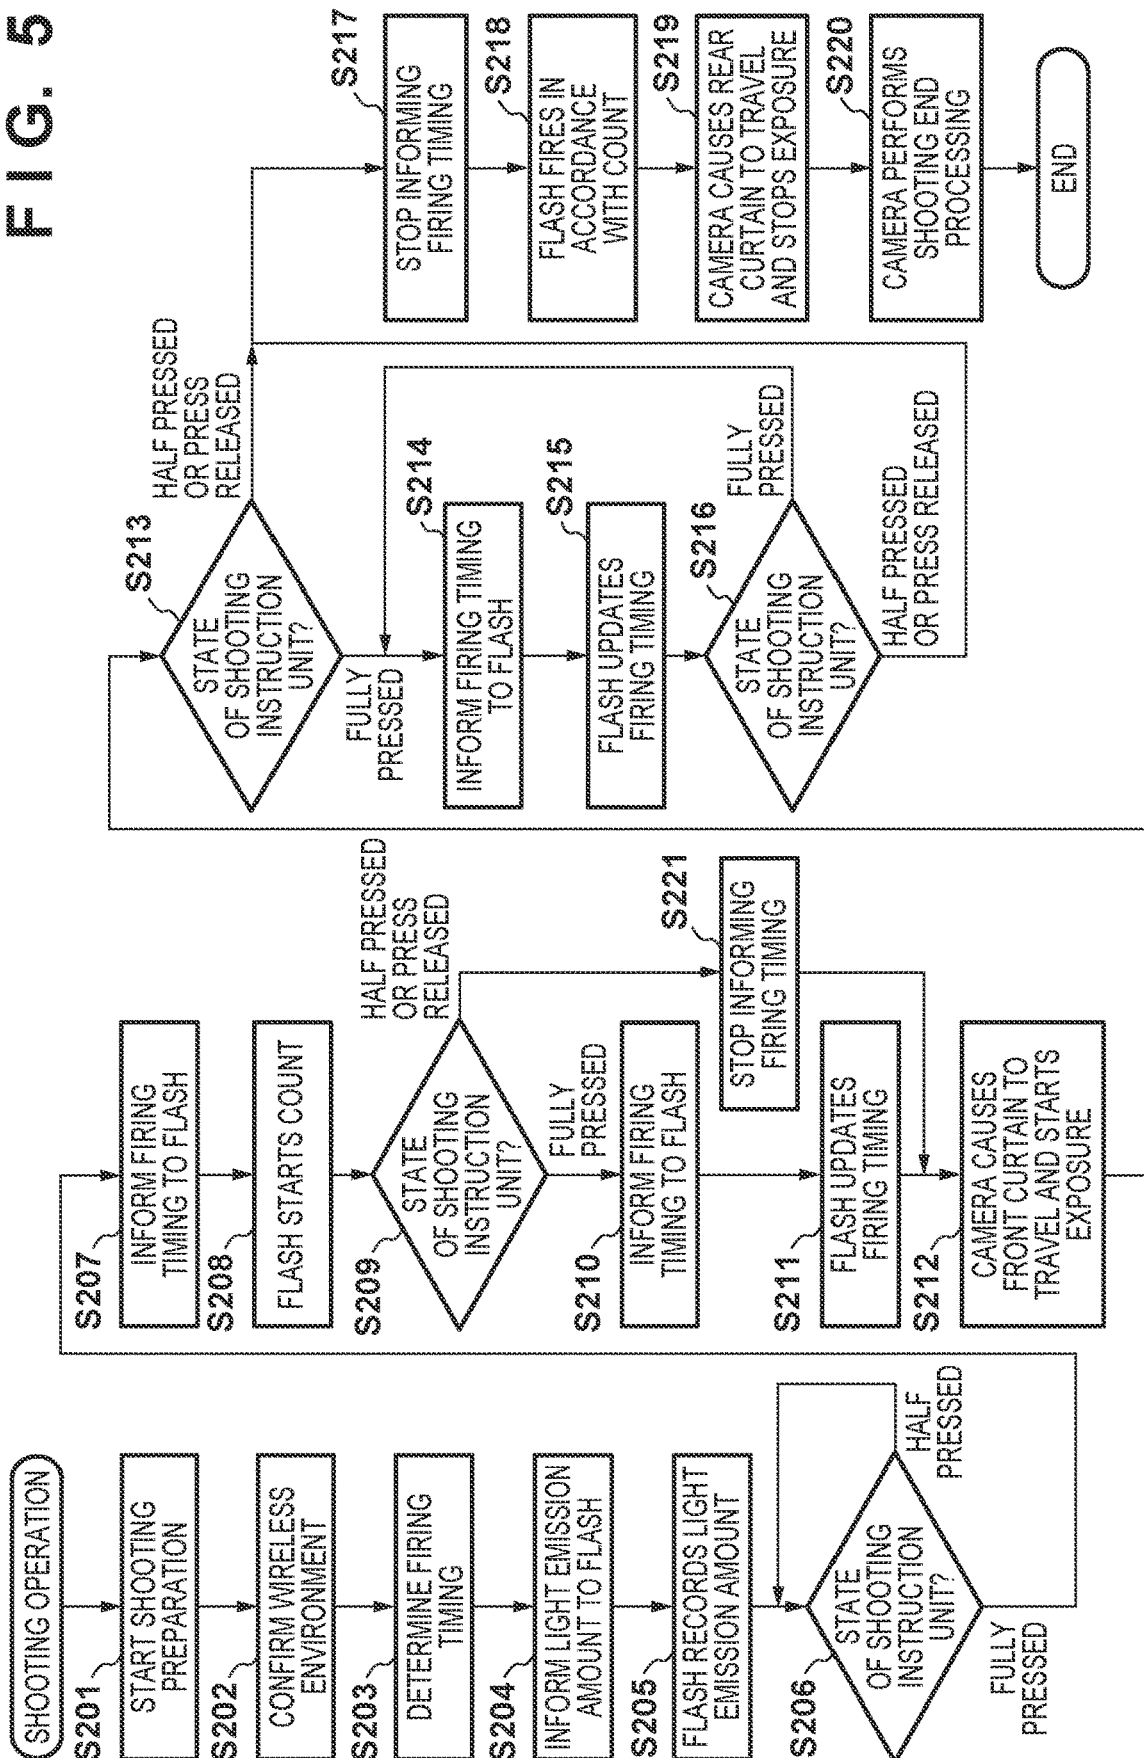 FIG. 5
SHOOTING OPERATION
S201
START SHOOTING
PREPARATION
S202
CONFIRM WIRELESS
ENVIRONMENT
S203
DETERMINE FIRING
TIMING
S204
INFORM LIGHT EMISSION
AMOUNT TO FLASH
S205
FLASH RECORDS LIGHT
EMISSION AMOUNT
S206
STATE
OF SHOOTING
INSTRUCTION
UNIT?
HALF
PRESSED
FULLY
PRESSED
S207
INFORM FIRING
TIMING TO FLASH
S208
FLASH STARTS COUNT
S209
STATE
OF SHOOTING
INSTRUCTION
UNIT?
HALF PRESSED
OR PRESS
RELEASED
FULLY
PRESSED
S210
INFORM FIRING
TIMING TO FLASH
S221
STOP INFORMING
FIRING TIMING
S211
FLASH UPDATES
FIRING TIMING
S212
CAMERA CAUSES
FRONT CURTAIN TO
TRAVEL AND STARTS
EXPOSURE
S213
STATE
OF SHOOTING
INSTRUCTION
UNIT?
HALF PRESSED
OR PRESS
RELEASED
FULLY
PRESSED
S214
INFORM FIRING TIMING
TO FLASH
S215
FLASH UPDATES
FIRING TIMING
S216
STATE
OF SHOOTING
INSTRUCTION
UNIT?
FULLY
PRESSED
HALF PRESSED
OR PRESS RELEASED
S217
STOP INFORMING
FIRING TIMING
S218
FLASH FIRES IN
ACCORDANCE
WITH COUNT
S219
CAMERA CAUSES REAR
CURTAIN TO TRAVEL
AND STOPS EXPOSURE
S220
CAMERA PERFORMS
SHOOTING END
PROCESSING
END